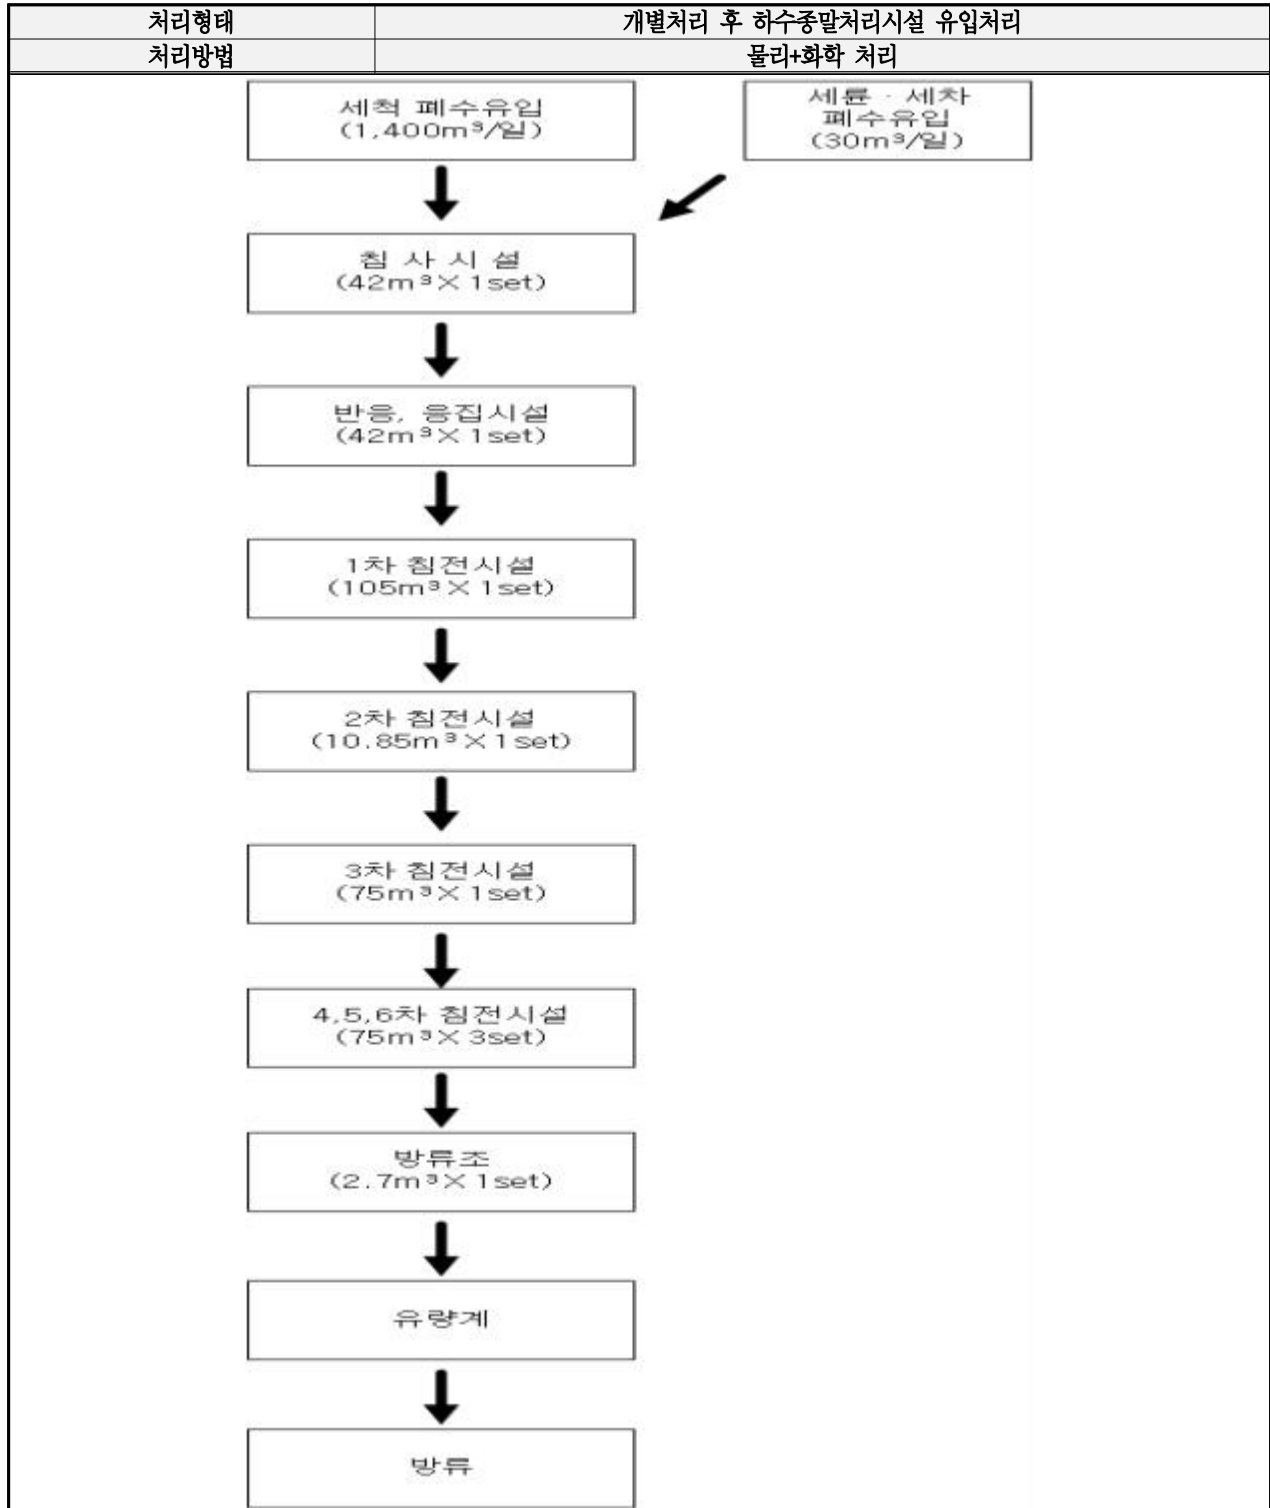 처리형태
개별처리 후 하수종말처리시설 유입처리
처리방법
물리+화학 처리
세척 폐수유입
(1,400m³/일)
세륜 · 세차
폐수유입
(30m³/일)
침 사 시 설
(42m³×1set)
반응, 응집시설
(42m³×1set)
1차 침전시설
(105m³×1set)
2차 침전시설
(10.85m³×1set)
3차 침전시설
(75m³×1set)
4,5,6차 침전시설
(75m³×3set)
방류조
(2.7m³×1set)
유량계
방류